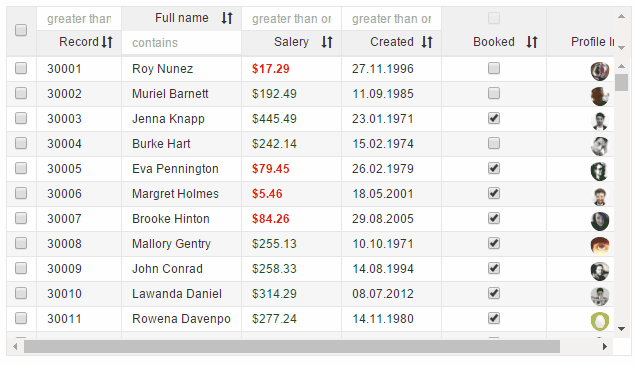 greater than Full name greater than or greater than or
Record contains Salery Created Booked Profile Ir
30001 Roy Nunez $17.29 27.11.1996
30002 Muriel Barnett $192.49 11.09.1985
30003 Jenna Knapp $445.49 23.01.1971
30004 Burke Hart $242.14 15.02.1974
30005 Eva Pennington $79.45 26.02.1979
30006 Margret Holmes $5.46 18.05.2001
30007 Brooke Hinton $84.26 29.08.2005
30008 Mallory Gentry $255.13 10.10.1971
30009 John Conrad $258.33 14.08.1994
30010 Lawanda Daniel $314.29 08.07.2012
30011 Rowena Davenpo $277.24 14.11.1980